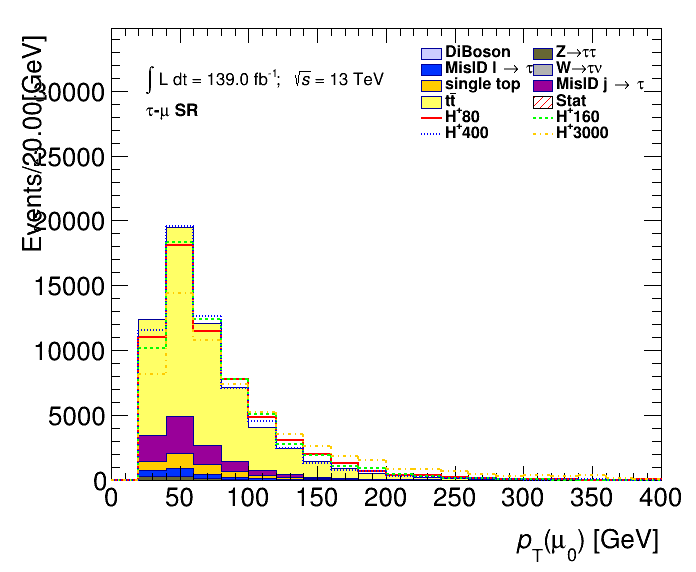 Events/20.00[GeV]
30000
25000
20000
15000
10000
5000
0
∫ L dt = 139.0 fb⁻¹; √s = 13 TeV
τ-μ SR
DiBoson Z→ττ
MisID l → τ W→τν
single top MisID j → τ
tt̄ Stat
H⁺80 H⁺160
H⁺400 H⁺3000
0 50 100 150 200 250 300 350 400
p_T(μ₀) [GeV]